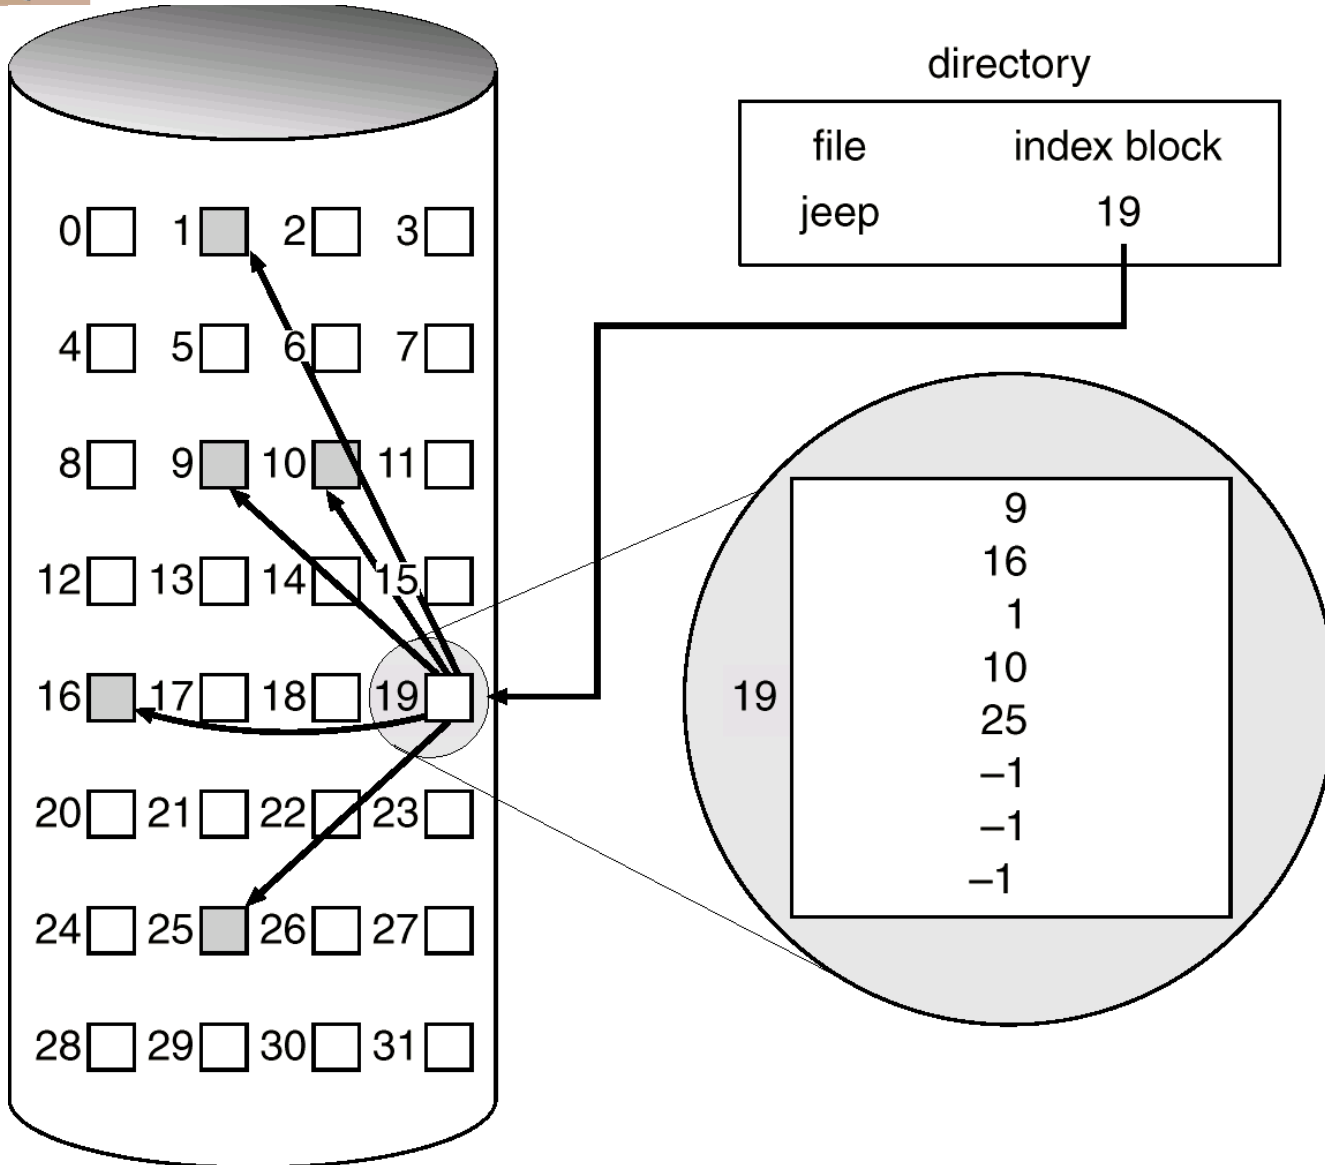 directory
file index block
jeep 19
0 1 2 3
4 5 6 7
8 9 10 11
12 13 14 15
16 17 18 19
20 21 22 23
24 25 26 27
28 29 30 31
19
9
16
1
10
25
–1
–1
–1